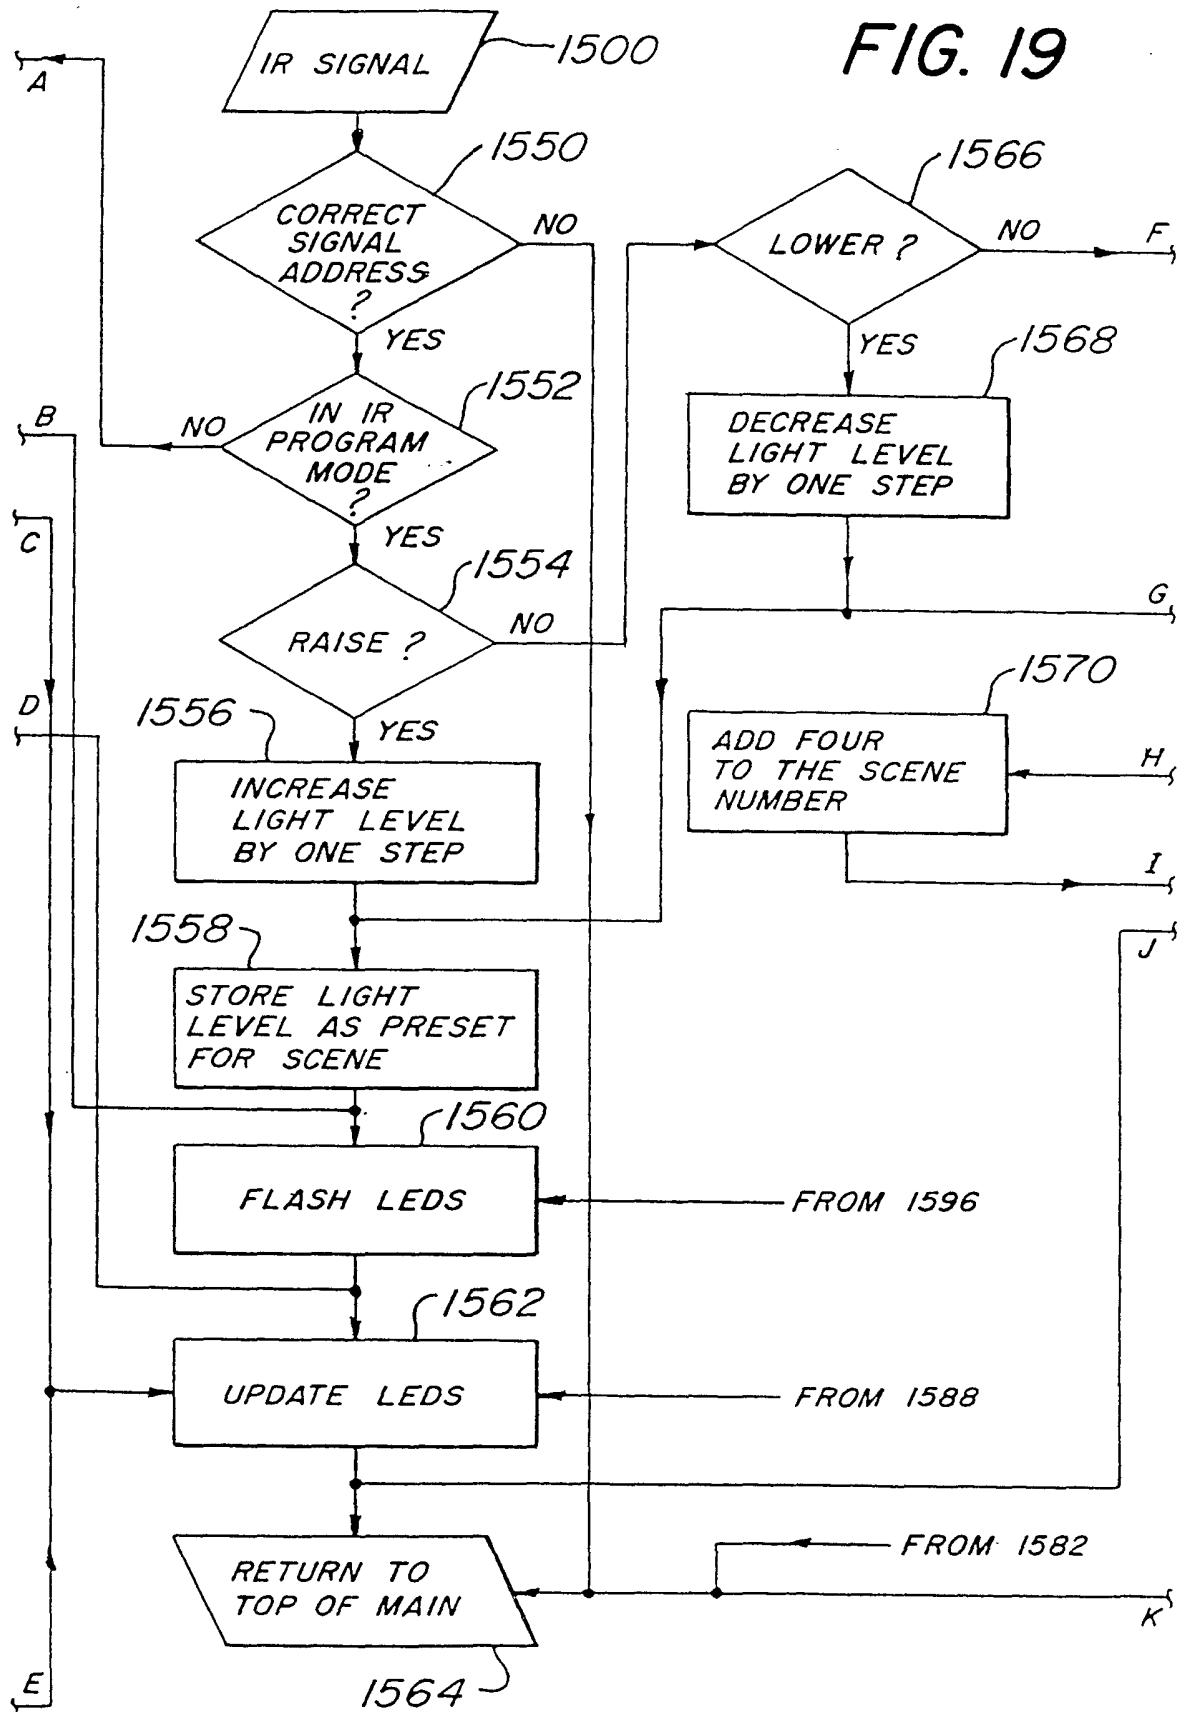 FIG. 19
IR SIGNAL
1500
A
1550
CORRECT
SIGNAL
ADDRESS
?
NO
YES
1566
LOWER ?
NO
F
YES
1568
DECREASE
LIGHT LEVEL
BY ONE STEP
1552
IN IR
PROGRAM
MODE
?
NO
YES
B
C
1554
RAISE ?
NO
YES
G
D
1556
INCREASE
LIGHT LEVEL
BY ONE STEP
1570
ADD FOUR
TO THE SCENE
NUMBER
H
I
J
1558
STORE LIGHT
LEVEL AS PRESET
FOR SCENE
1560
FLASH LEDS
FROM 1596
1562
UPDATE LEDS
FROM 1588
RETURN TO
TOP OF MAIN
FROM 1582
K
1564
E